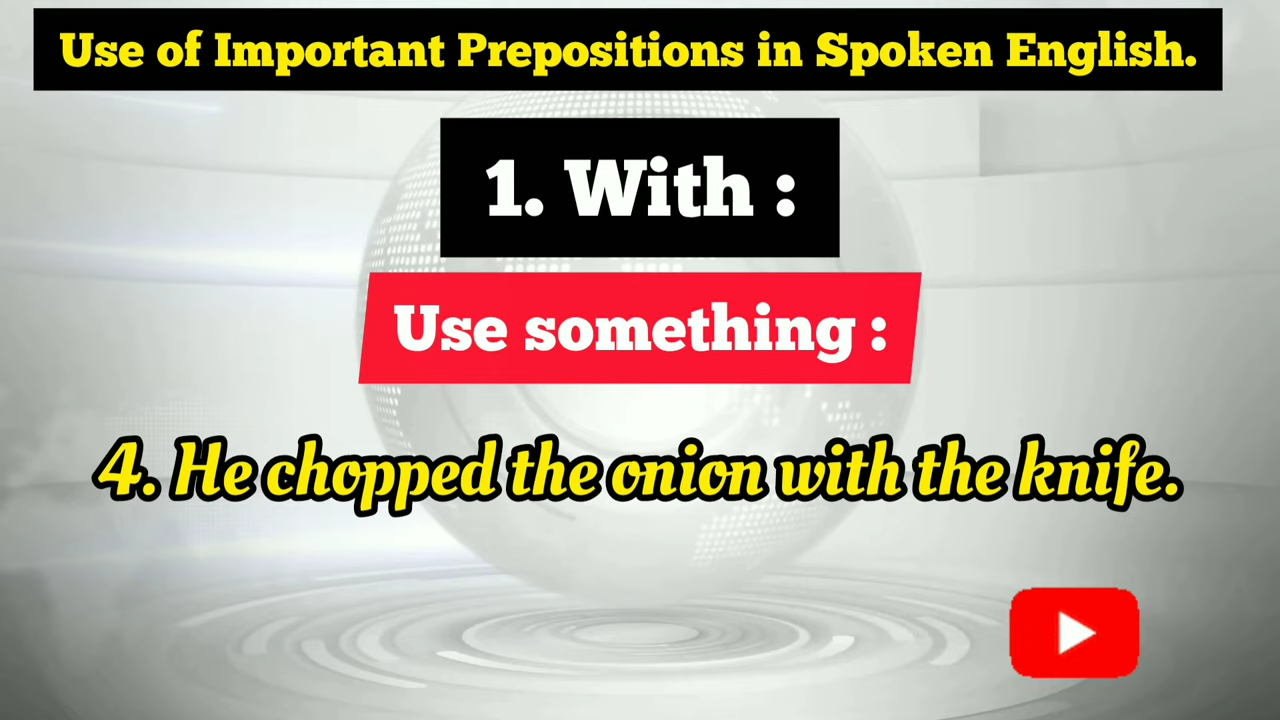 Use of Important Prepositions in Spoken English.
1. With :
Use something :
4. He chopped the onion with the knife.